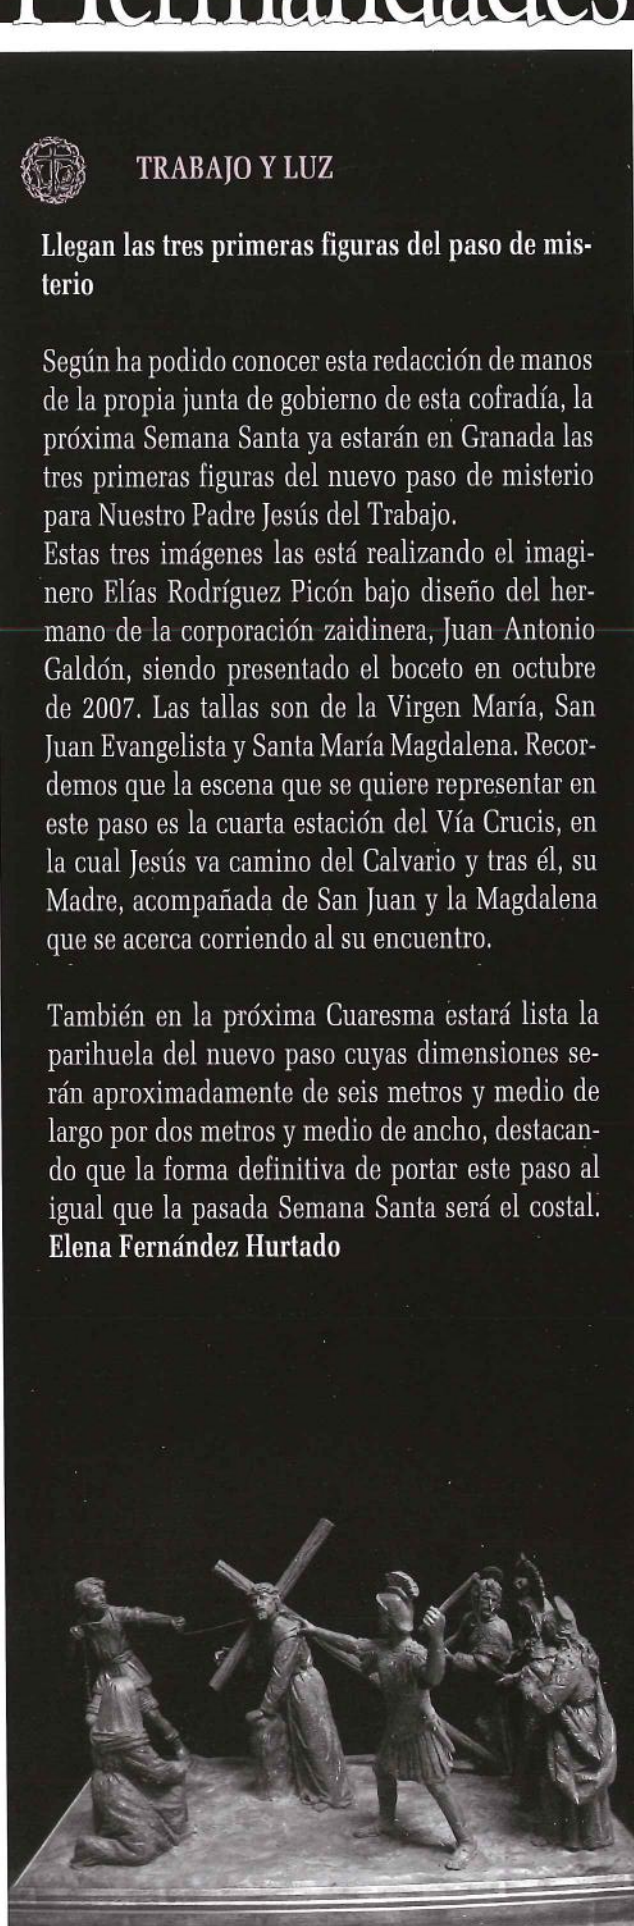 Hermandades
TRABAJO Y LUZ
Llegan las tres primeras figuras del paso de mis-
terio
Según ha podido conocer esta redacción de manos
de la propia junta de gobierno de esta cofradía, la
próxima Semana Santa ya estarán en Granada las
tres primeras figuras del nuevo paso de misterio
para Nuestro Padre Jesús del Trabajo.
Estas tres imágenes las está realizando el imagi-
nero Elías Rodríguez Picón bajo diseño del her-
mano de la corporación zaidinera, Juan Antonio
Galdón, siendo presentado el boceto en octubre
de 2007. Las tallas son de la Virgen María, San
Juan Evangelista y Santa María Magdalena. Recor-
demos que la escena que se quiere representar en
este paso es la cuarta estación del Vía Crucis, en
la cual Jesús va camino del Calvario y tras él, su
Madre, acompañada de San Juan y la Magdalena
que se acerca corriendo al su encuentro.
También en la próxima Cuaresma estará lista la
parihuela del nuevo paso cuyas dimensiones se-
rán aproximadamente de seis metros y medio de
largo por dos metros y medio de ancho, destacan-
do que la forma definitiva de portar este paso al
igual que la pasada Semana Santa será el costal.
Elena Fernández Hurtado